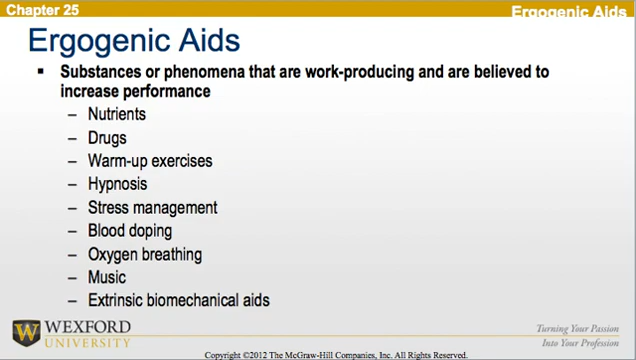 Chapter 25
Ergogenic Aids
Ergogenic Aids
▪ Substances or phenomena that are work-producing and are believed to
increase performance
– Nutrients
– Drugs
– Warm-up exercises
– Hypnosis
– Stress management
– Blood doping
– Oxygen breathing
– Music
– Extrinsic biomechanical aids
WEXFORD
UNIVERSITY
Turning Your Passion
Into Your Profession
Copyright ©2012 The McGraw-Hill Companies, Inc. All Rights Reserved.